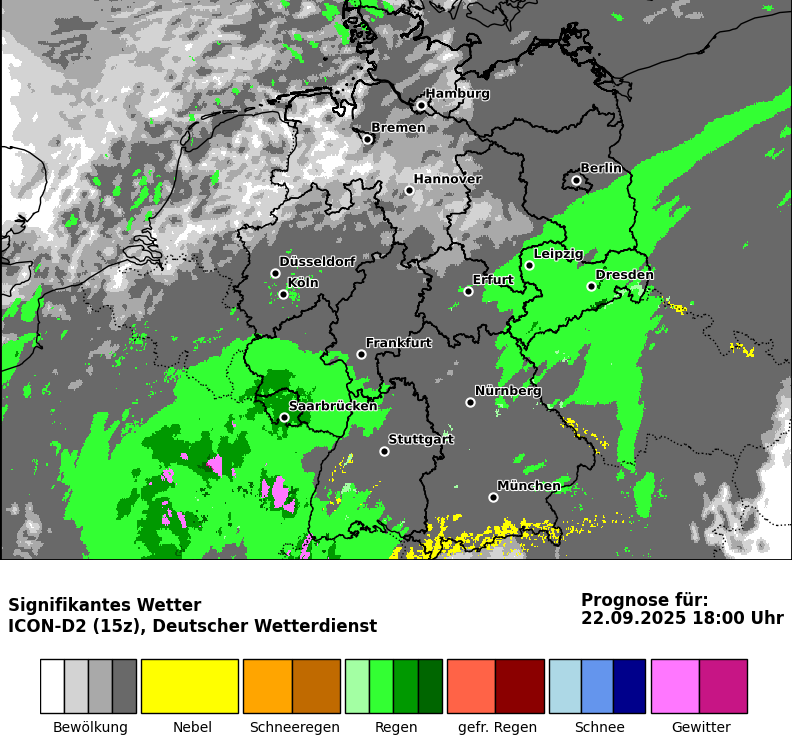 Hamburg
Bremen
Berlin
Hannover
Leipzig
Düsseldorf
Dresden
Köln
Erfurt
Frankfurt
Nürnberg
Saarbrücken
Stuttgart
München
Signifikantes Wetter
ICON-D2 (15z), Deutscher Wetterdienst
Prognose für:
22.09.2025 18:00 Uhr
Bewölkung
Nebel
Schneeregen
Regen
gefr. Regen
Schnee
Gewitter